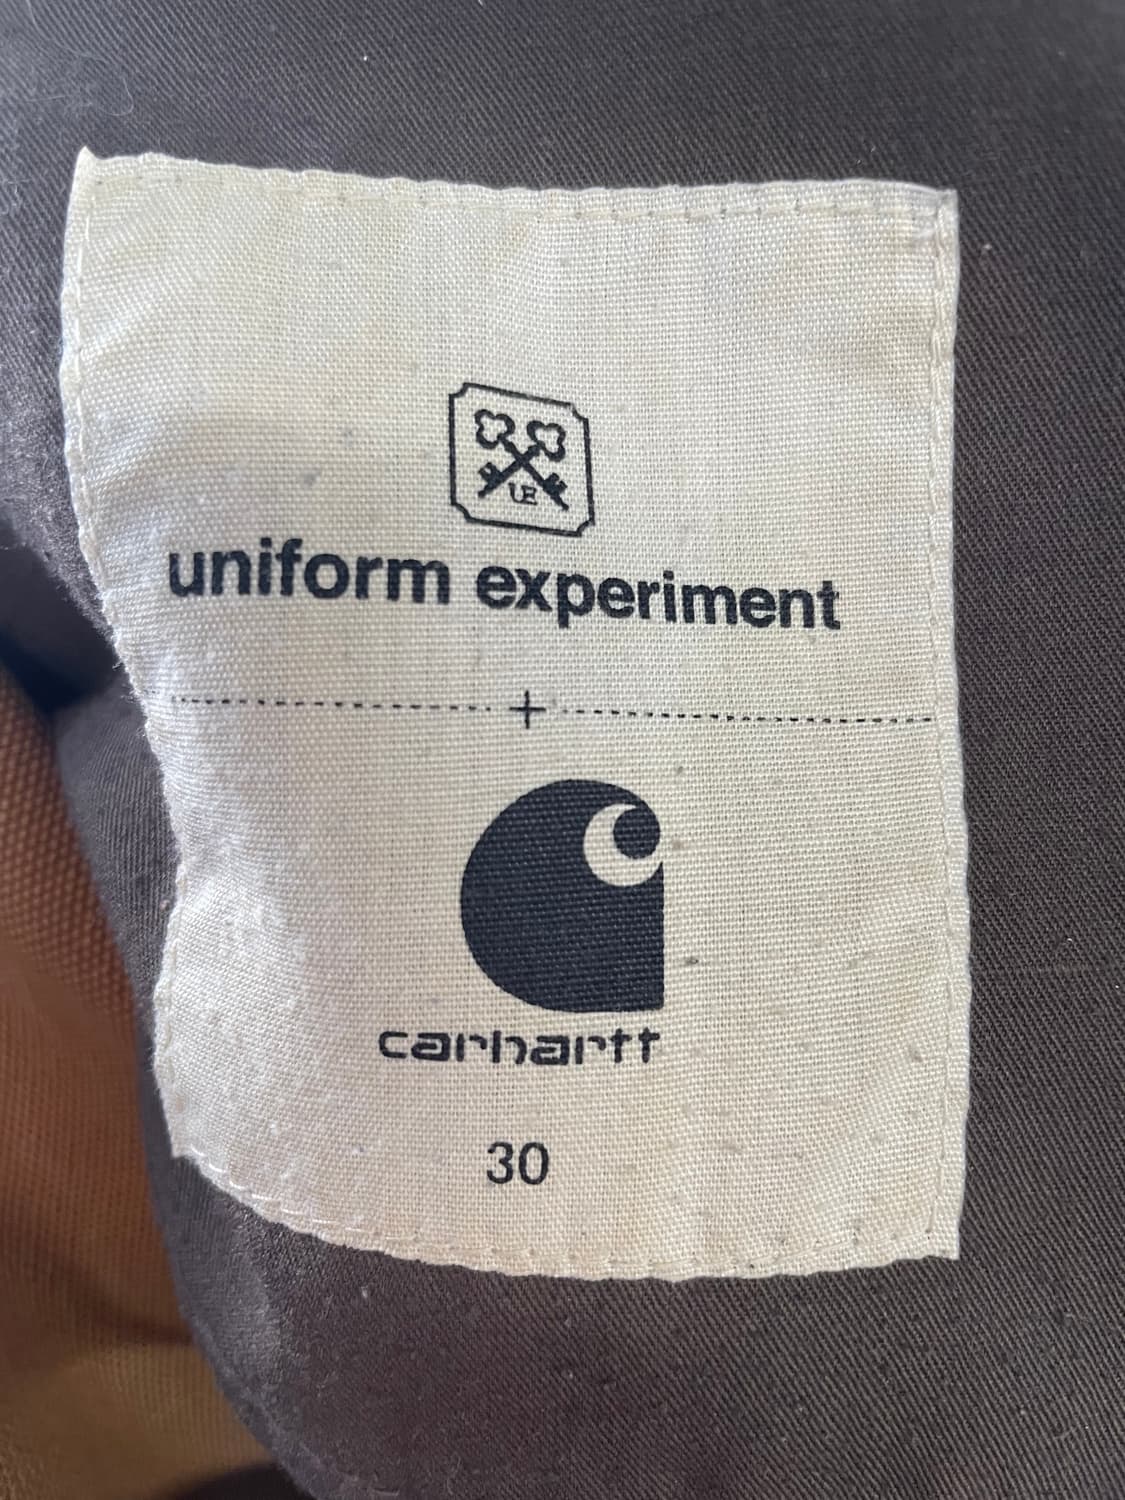 UE
uniform experiment
+
carhartt
30